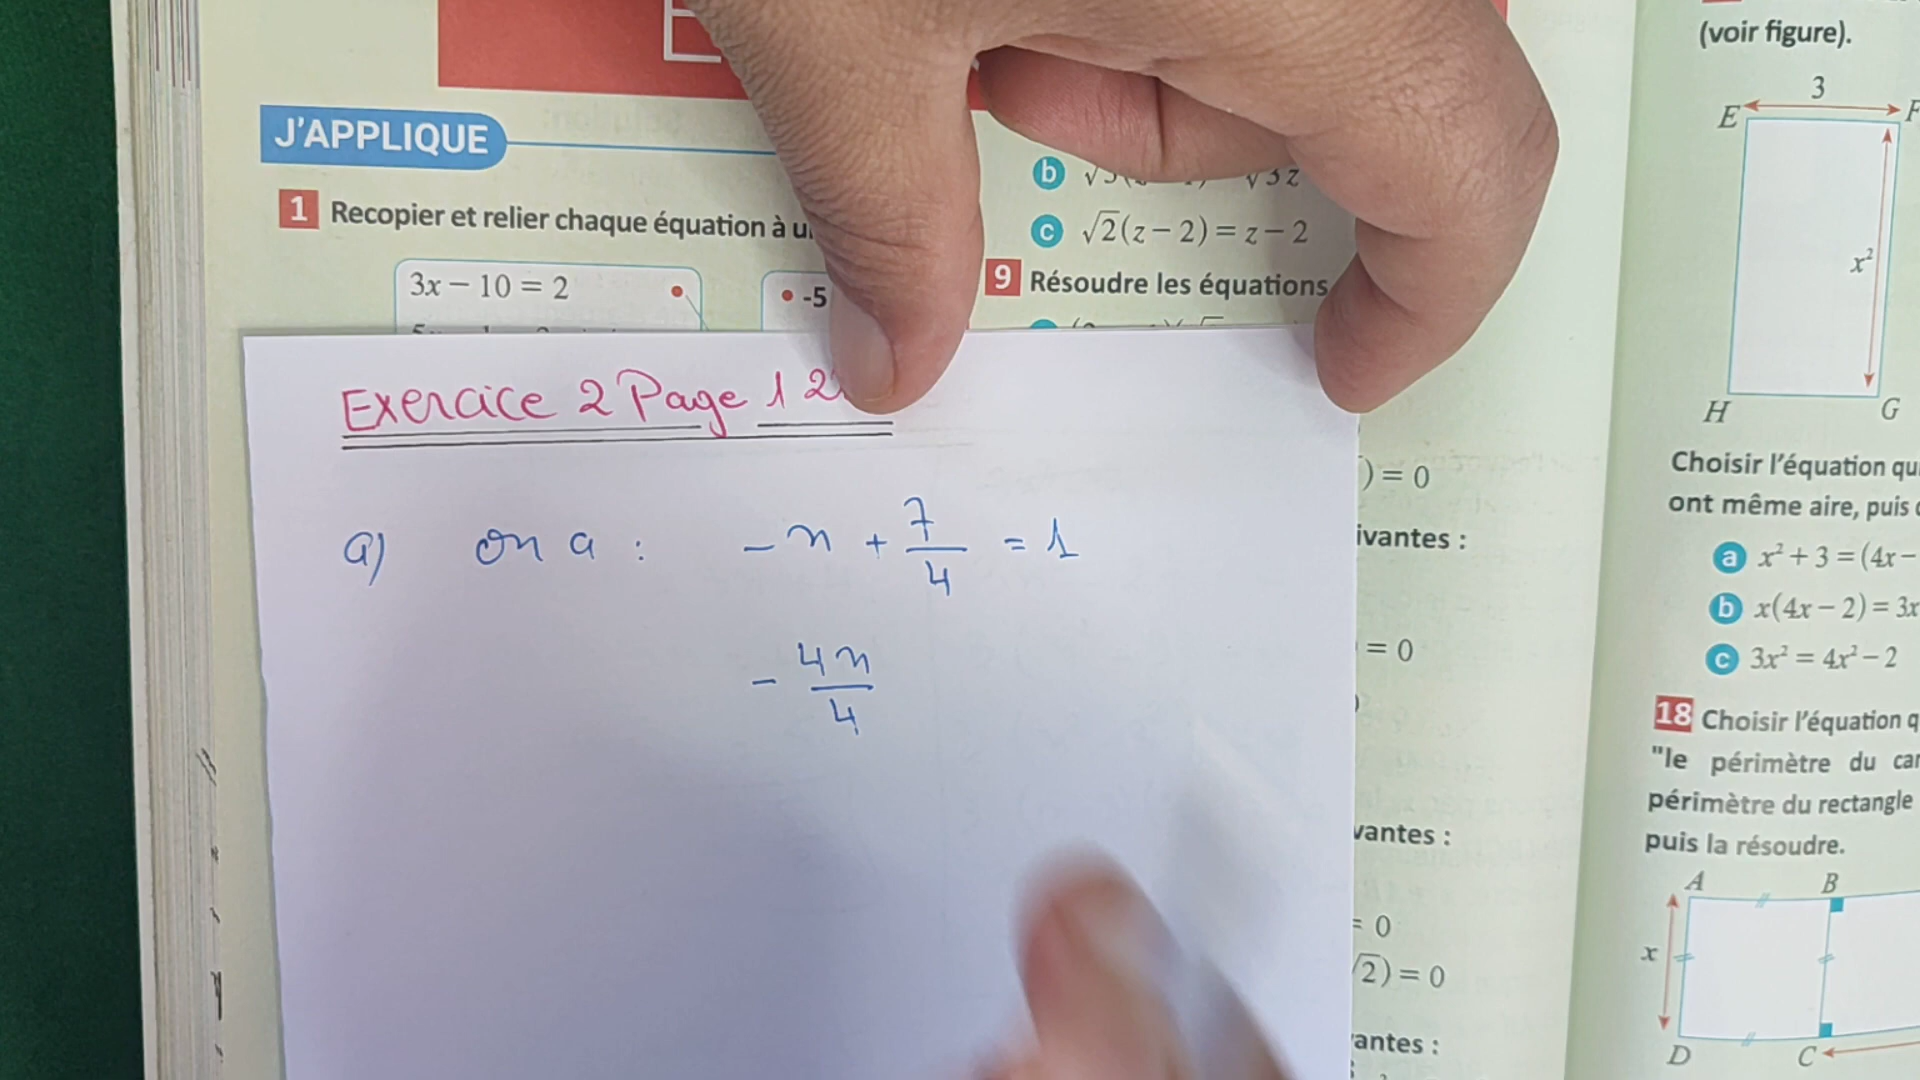 J'APPLIQUE
1 Recopier et relier chaque équation à
3x – 10 = 2
• -5
b
c √2(z – 2) = z – 2
9 Résoudre les équations
Exercice 2 Page 12
a) on a : -x + 7/4 = 1
- 4x/4
) = 0
ivantes :
= 0
vantes :
= 0
√2) = 0
antes :
(voir figure).
3
E
F
x²
H
G
Choisir l'équation
ont même aire, puis
a x² + 3 = (4x –
b x(4x – 2) = 3x
c 3x² = 4x² – 2
18 Choisir l'équation
"le périmètre du
périmètre du rectangle
puis la résoudre.
A B
x
D C